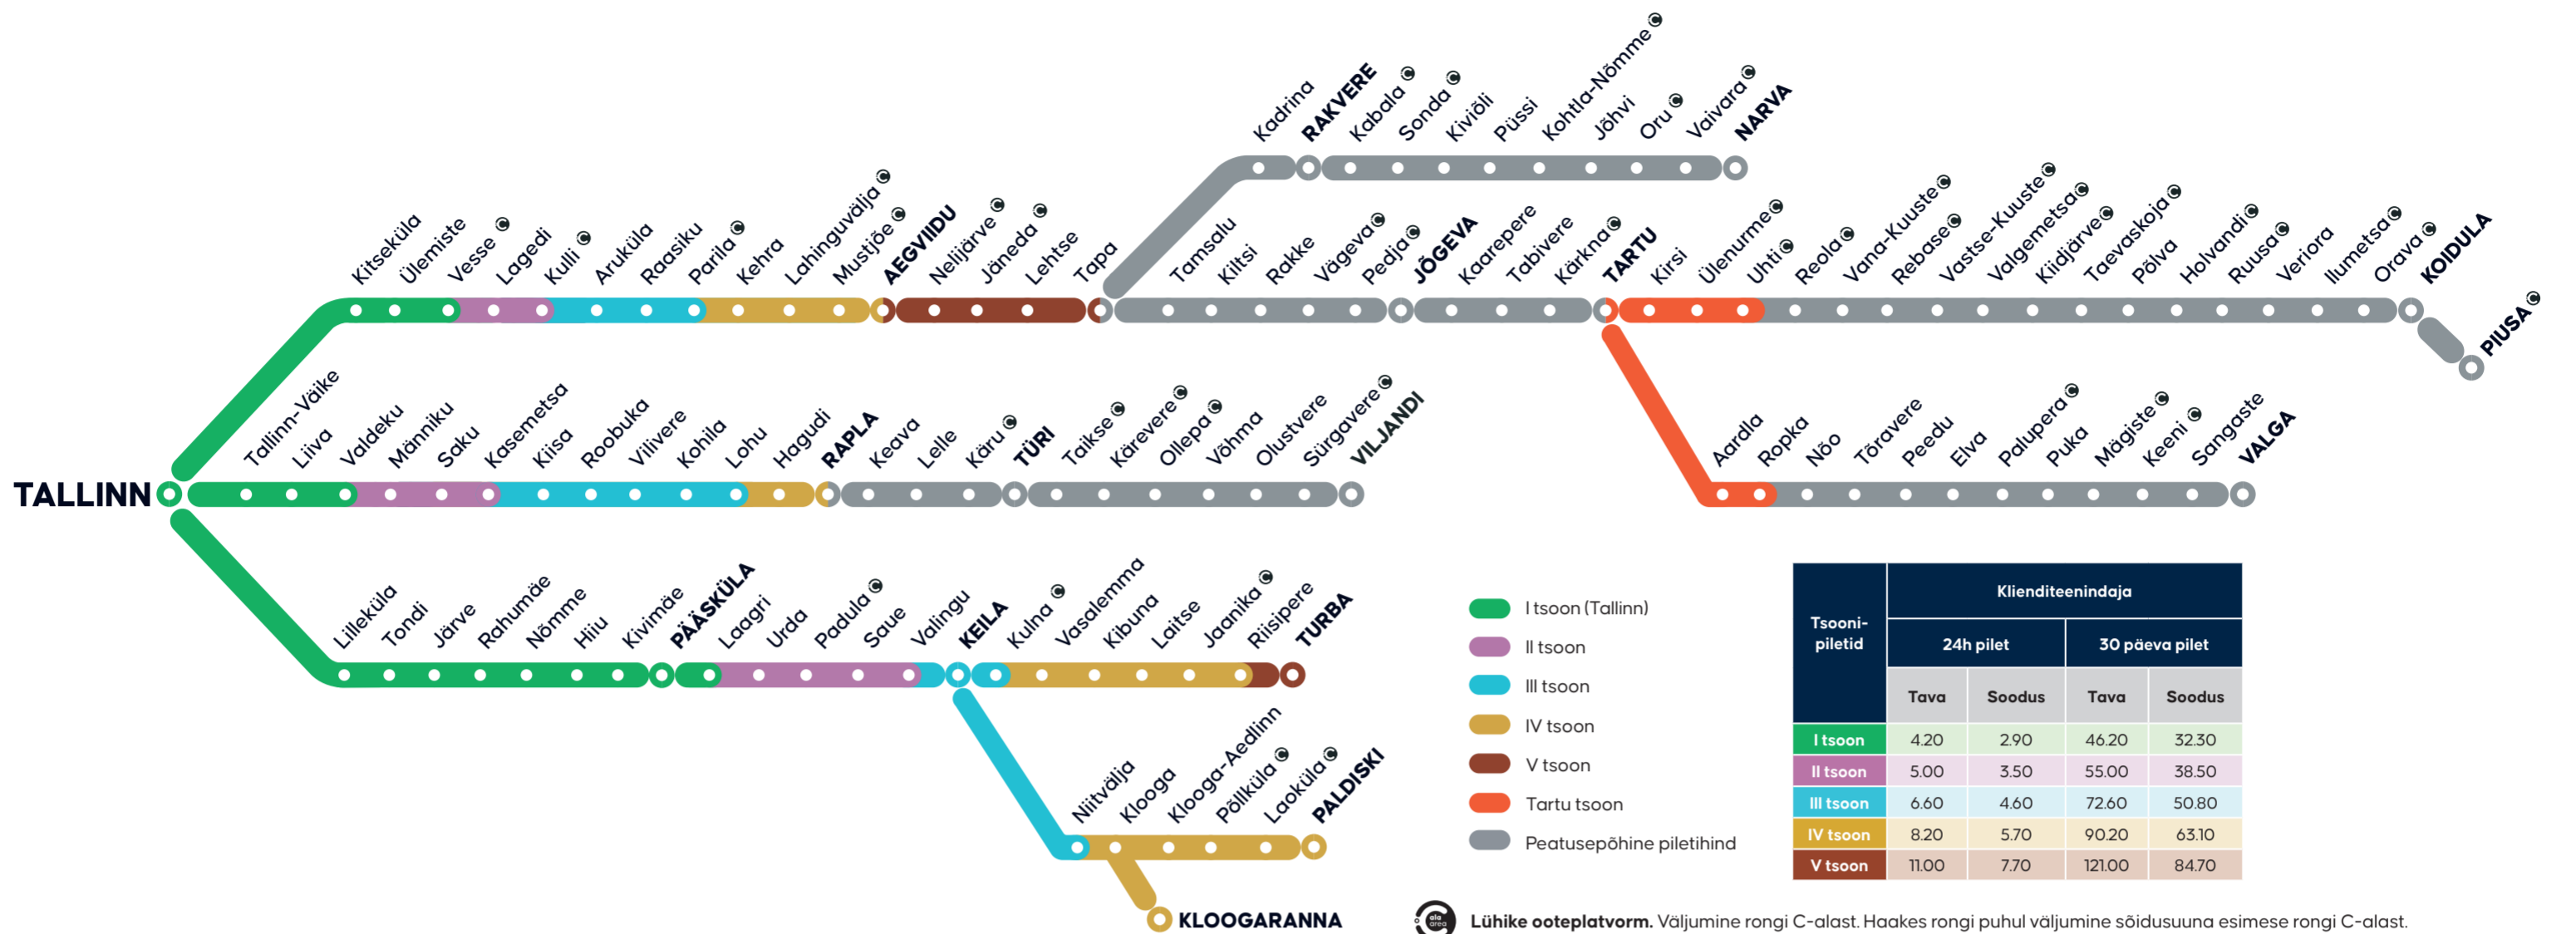 Kadrina
RAKVERE
Kabala C
Sonda C
Kiviõli
Püssi
Kohtla-Nõmme C
Jõhvi
Oru C
Vaivara C
NARVA
Kitseküla
Ülemiste
Vesse C
Lagedi
Kulli C
Aruküla
Raasiku
Parila C
Kehra
Lahinguvälja C
Mustjõe C
AEGVIIDU
Nelijärve C
Jäneda C
Lehtse
Tapa
Tamsalu
Kiltsi
Rakke
Vägeva C
Pedja C
JÕGEVA
Kaarepere
Tabivere
Kärkna C
TARTU
Kirsi
Ülenurme C
Uhti C
Reola C
Vana-Kuuste C
Rebase C
Vastse-Kuuste C
Valgemetsa C
Kiidjärve C
Taevaskoja C
Põlva
Holvandi C
Ruusa C
Veriora
Ilumetsa C
Orava C
KOIDULA
PIUSA C
TALLINN
Tallinn-Väike
Liiva
Valdeku
Männiku
Saku
Kasemetsa
Kiisa
Roobuka
Vilivere
Kohila
Lohu
Hagudi
RAPLA
Keava
Lelle
Käru C
TÜRI
Taikse C
Kärevere C
Ollepa C
Võhma
Olustvere
Sürgavere C
VILJANDI
Aardla
Ropka
Nõo
Tõravere
Peedu
Elva
Palupera C
Puka
Mägiste C
Keeni C
Sangaste
VALGA
Lilleküla
Tondi
Järve
Rahumäe
Nõmme
Hiiu
Kivimäe
PÄÄSKÜLA
Laagri
Urda
Padula C
Saue
Valingu
KEILA
Kulna C
Vasalemma
Kibuna
Laitse
Jaanika C
Riisipere
TURBA
Niitvälja
Klooga
Klooga-Aedlinn
Põllküla C
Laoküla C
PALDISKI
KLOOGARANNA
I tsoon (Tallinn)
II tsoon
III tsoon
IV tsoon
V tsoon
Tartu tsoon
Peatusepõhine piletihind
Tsooni-
piletid
Klienditeenindaja
24h pilet 30 päeva pilet
Tava Soodus Tava Soodus
I tsoon 4.20 2.90 46.20 32.30
II tsoon 5.00 3.50 55.00 38.50
III tsoon 6.60 4.60 72.60 50.80
IV tsoon 8.20 5.70 90.20 63.10
V tsoon 11.00 7.70 121.00 84.70
ala
area
Lühike ooteplatvorm. Väljumine rongi C-alast. Haakes rongi puhul väljumine sõidusuuna esimese rongi C-alast.